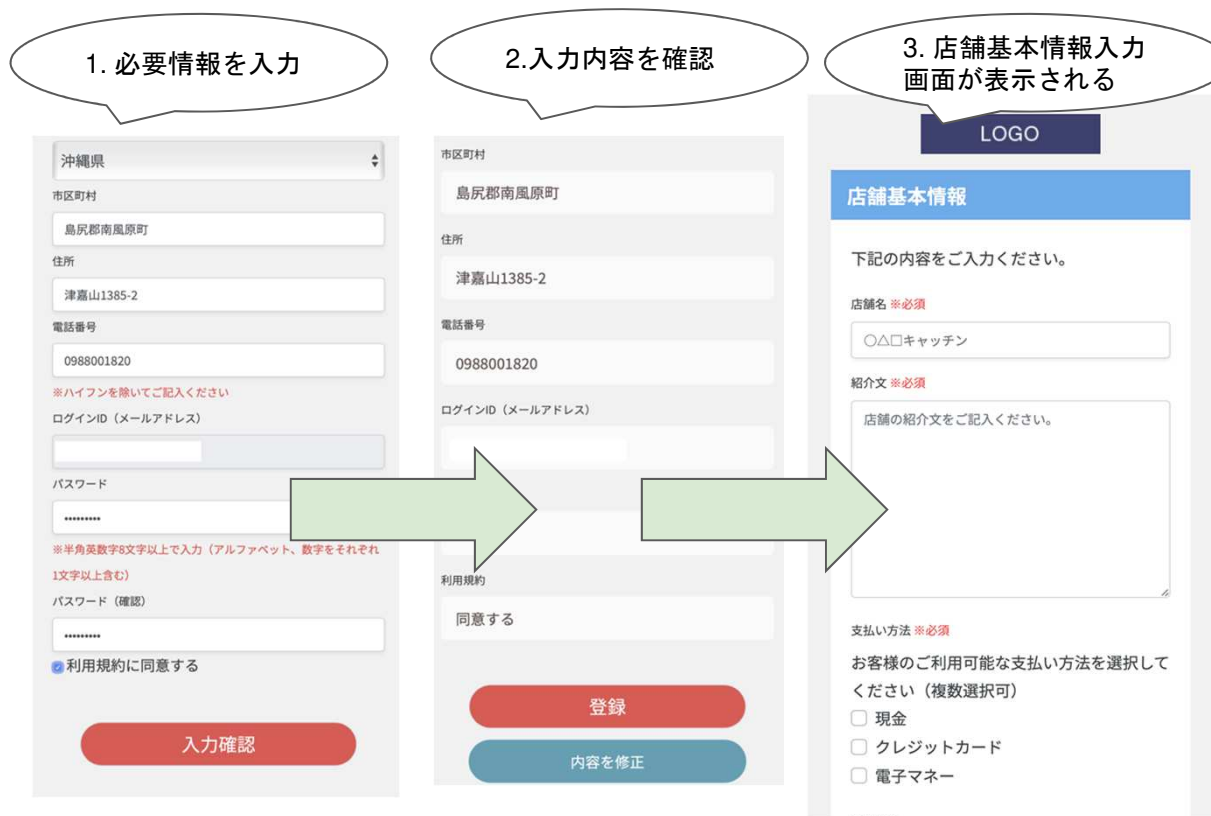 1. 必要情報を入力
2.入力内容を確認
3. 店舗基本情報入力
画面が表示される
沖縄県
市区町村
島尻郡南風原町
住所
津嘉山1385-2
電話番号
0988001820
※ハイフンを除いてご記入ください
ログインID（メールアドレス）
パスワード
•••••••••
※半角英数字8文字以上で入力（アルファベット、数字をそれぞれ
1文字以上含む）
パスワード（確認）
•••••••••
利用規約に同意する
入力確認
市区町村
島尻郡南風原町
住所
津嘉山1385-2
電話番号
0988001820
ログインID（メールアドレス）
利用規約
同意する
登録
内容を修正
LOGO
店舗基本情報
下記の内容をご入力ください。
店舗名 ※必須
〇△□キャッチン
紹介文 ※必須
店舗の紹介文をご記入ください。
支払い方法 ※必須
お客様のご利用可能な支払い方法を選択して
ください（複数選択可）
現金
クレジットカード
電子マネー